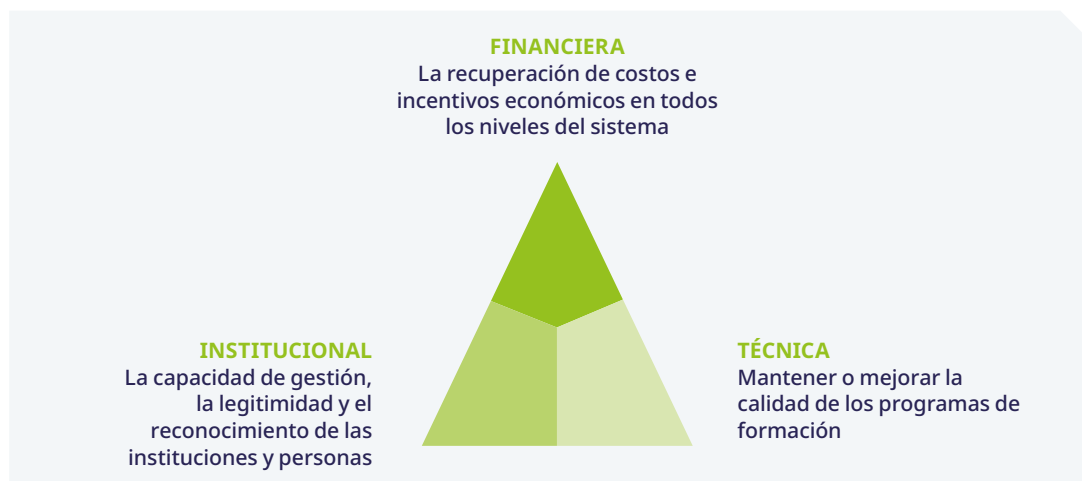 FINANCIERA
La recuperación de costos e
incentivos económicos en todos
los niveles del sistema
INSTITUCIONAL
La capacidad de gestión,
la legitimidad y el
reconocimiento de las
instituciones y personas
TÉCNICA
Mantener o mejorar la
calidad de los programas de
formación